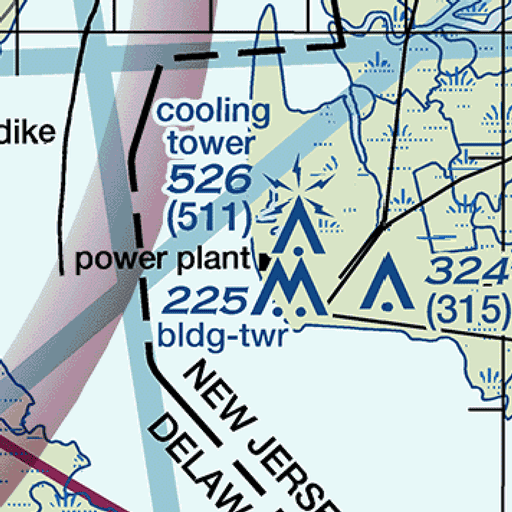 dike
cooling
tower
526
(511)
power plant
225
bldg-twr
324
(315)
NEW JERSE
DELAW